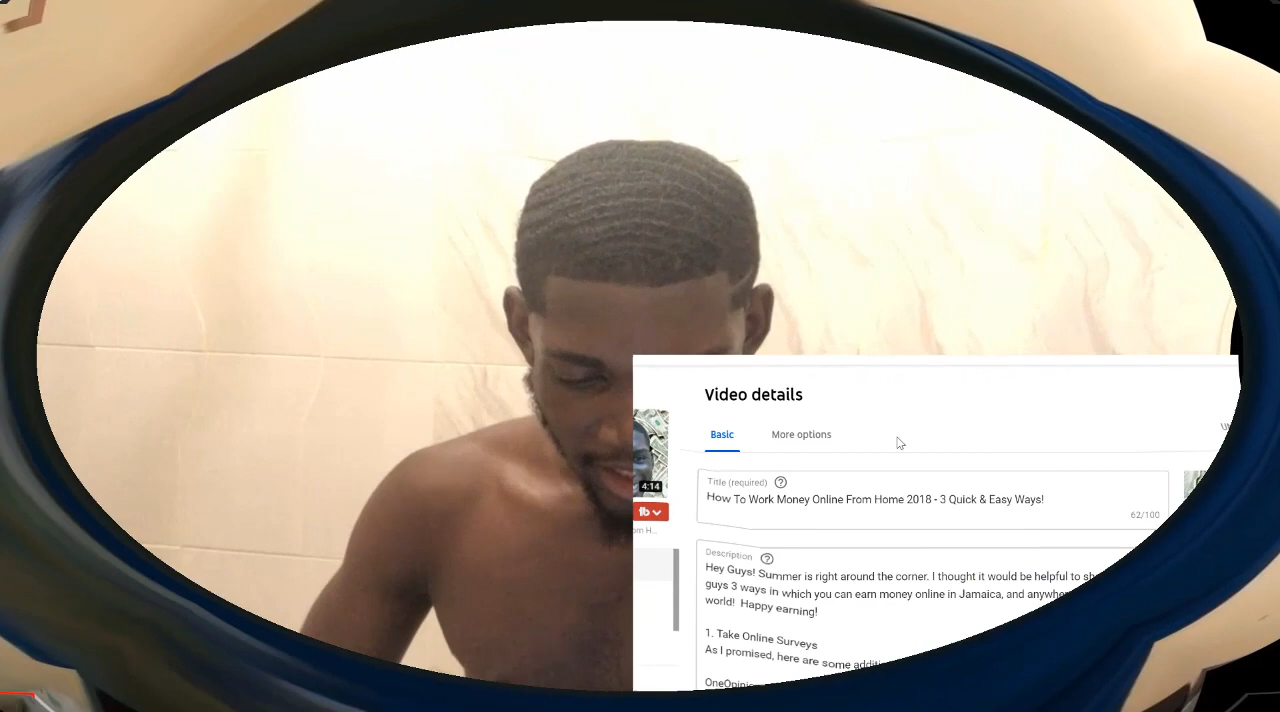 Video details
Basic
More options
4:14
Title (required)
How To Work Money Online From Home 2018 - 3 Quick & Easy Ways!
62/100
Description
Hey Guys! Summer is right around the corner. I thought it would be helpful to
guys 3 ways in which you can earn money online in Jamaica, and
world! Happy earning!
1. Take Online Surveys
As I promised, here are some